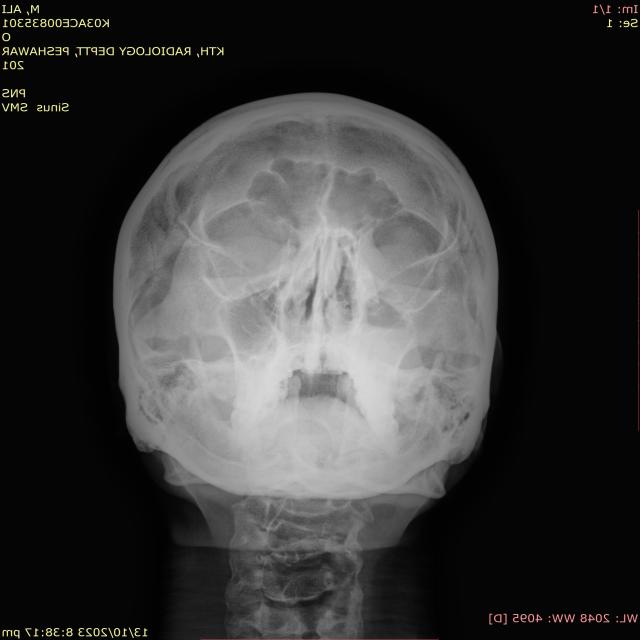 M, ALI
K03ACE00835301
O
KTH, RADIOLOGY DEPTT, PESHAWAR
201
PNS
Sinus SMV
Im: 1/1
Se: 1
13/10/2023 8:38:17 pm
WL: 2048 WW: 4095 [D]